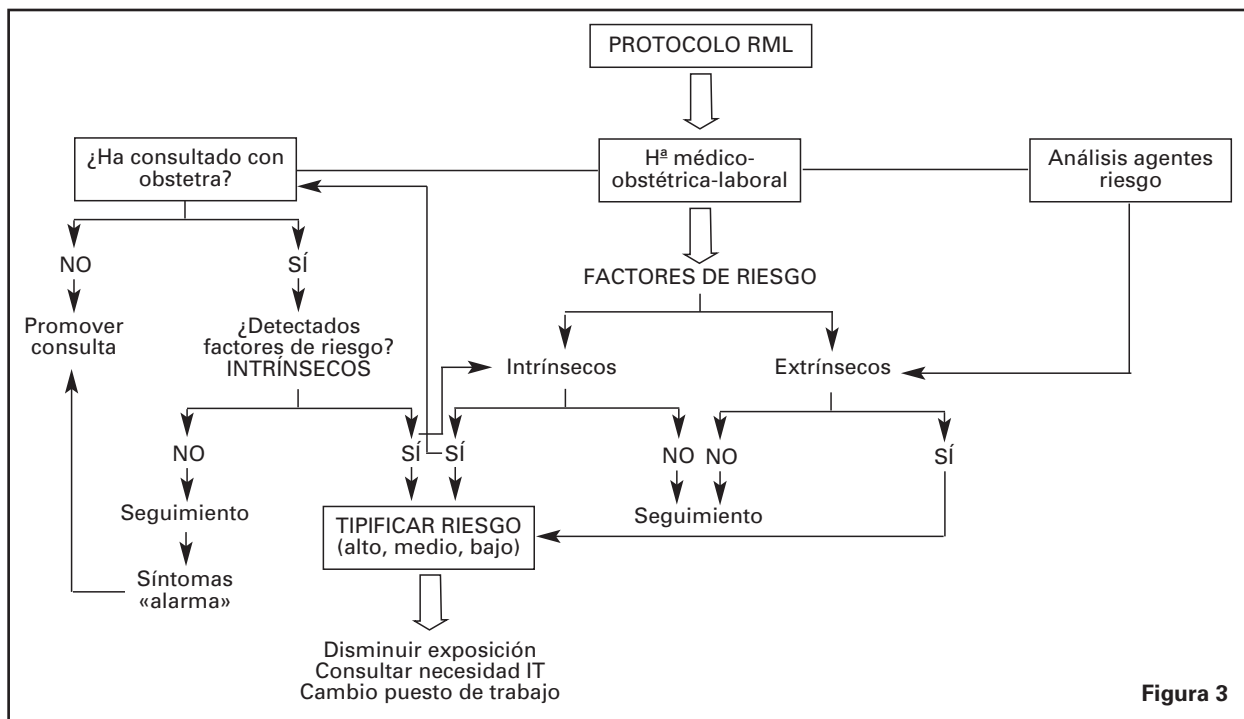 PROTOCOLO RML
¿Ha consultado con
obstetra?
Hª médico-
obstétrica-laboral
Análisis agentes
riesgo
NO
SÍ
FACTORES DE RIESGO
Promover
consulta
¿Detectados
factores de riesgo?
INTRÍNSECOS
Intrínsecos
Extrínsecos
NO
SÍ
SÍ
NO
NO
SÍ
Seguimiento
TIPIFICAR RIESGO
(alto, medio, bajo)
Seguimiento
Síntomas
«alarma»
Disminuir exposición
Consultar necesidad IT
Cambio puesto de trabajo
Figura 3